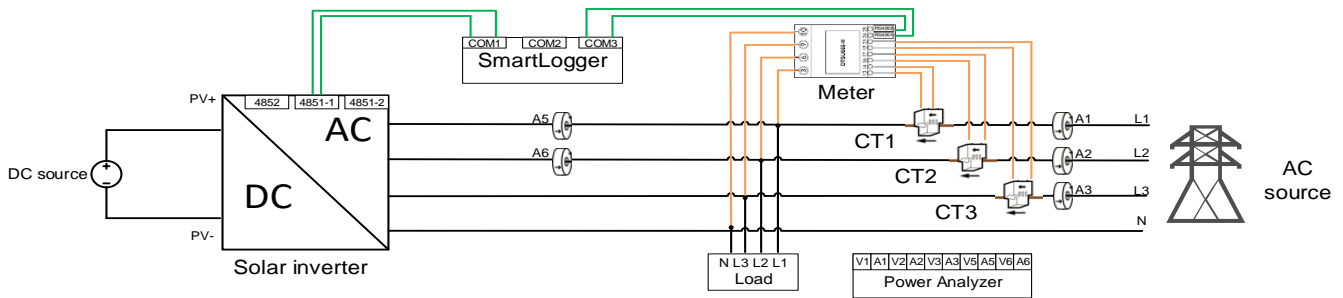 COM1 COM2 COM3
SmartLogger
DTSU666-H
Meter
PV+
4852 4851-1 4851-2
AC
DC
DC source
PV-
Solar inverter
A5
A6
CT1
CT2
CT3
A1 L1
A2 L2
A3 L3
N
AC
source
N L3 L2 L1
Load
V1 A1 V2 A2 V3 A3 V5 A5 V6 A6
Power Analyzer